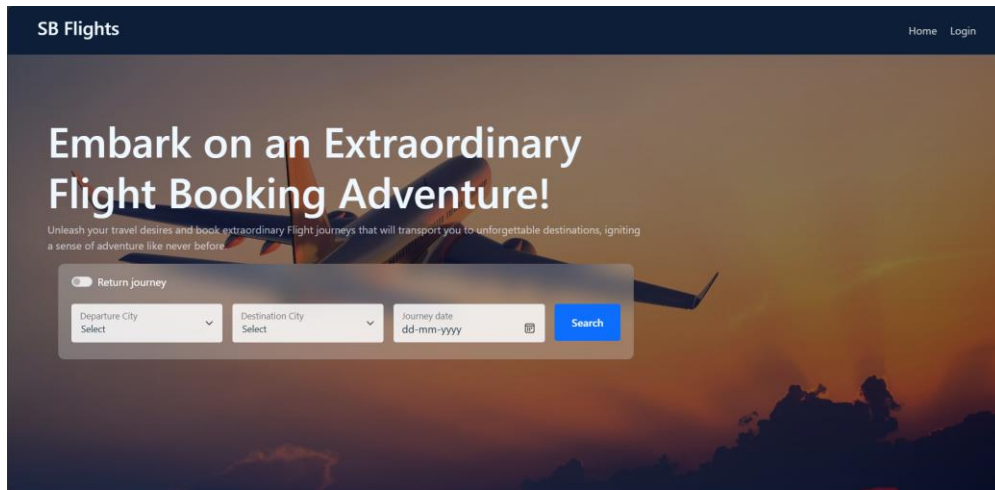 SB Flights
Home Login
Embark on an Extraordinary
Flight Booking Adventure!
Unleash your travel desires and book extraordinary Flight journeys that will transport you to unforgettable destinations, igniting
a sense of adventure like never before.
Return journey
Departure City
Select
Destination City
Select
Journey date
dd-mm-yyyy
Search